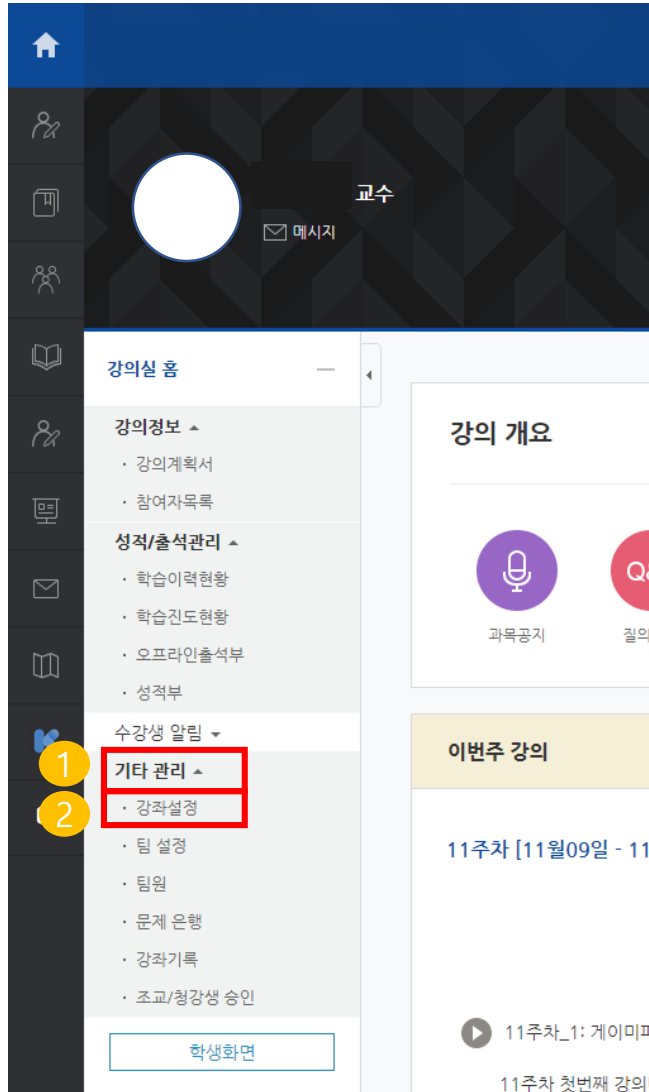 교수
메시지
강의실 홈
강의정보
· 강의계획서
· 참여자목록
성적/출석관리
· 학습이력현황
· 학습진도현황
· 오프라인출석부
· 성적부
수강생 알림
1
기타 관리
2
· 강좌설정
· 팀 설정
· 팀원
· 문제 은행
· 강좌기록
· 조교/청강생 승인
학생화면
강의 개요
과목공지
이번주 강의
11주차 [11월09일 - 11
11주차_1: 게이미
11주차 첫번째 강의